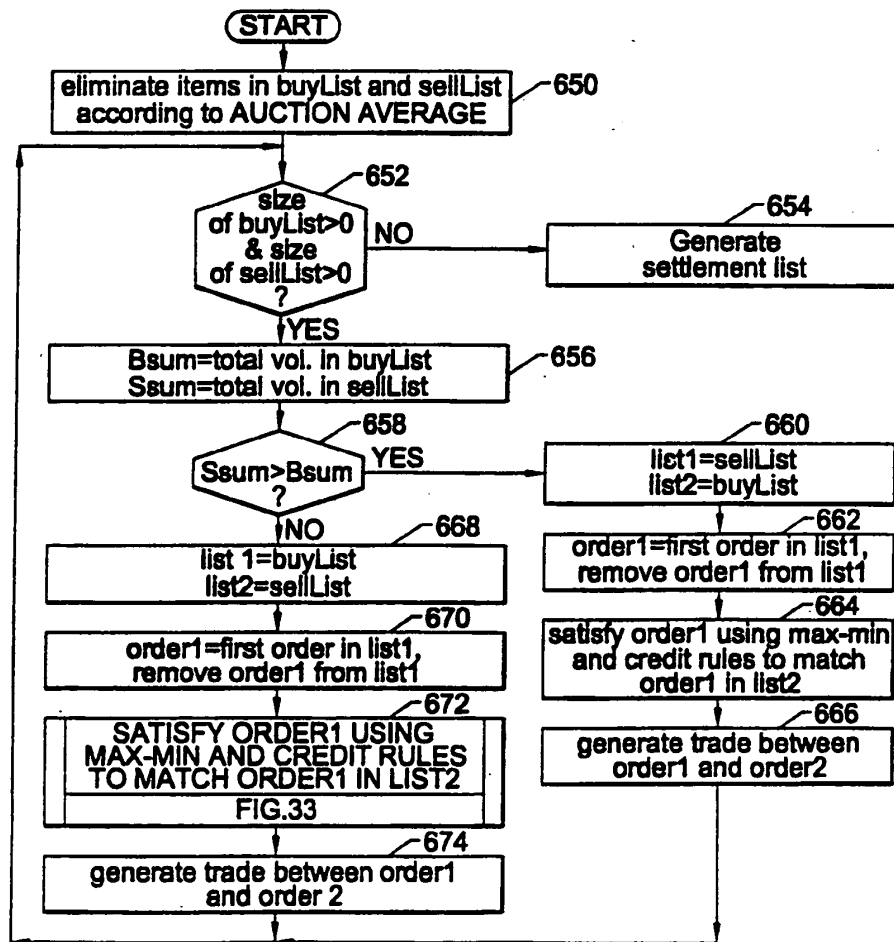 START
eliminate items in buyList and sellList
according to AUCTION AVERAGE
650
652
size
of buyList>0
& size
of sellList>0
?
NO
YES
654
Generate
settlement list
Bsum=total vol. in buyList
Ssum=total vol. in sellList
656
658
Ssum>Bsum
?
YES
NO
660
list1=sellList
list2=buyList
662
order1=first order in list1,
remove order1 from list1
664
satisfy order1 using max-min
and credit rules to match
order1 in list2
666
generate trade between
order1 and order2
668
list 1=buyList
list2=sellList
670
order1=first order in list1,
remove order1 from list1
672
SATISFY ORDER1 USING
MAX-MIN AND CREDIT RULES
TO MATCH ORDER1 IN LIST2
FIG.33
674
generate trade between order1
and order 2